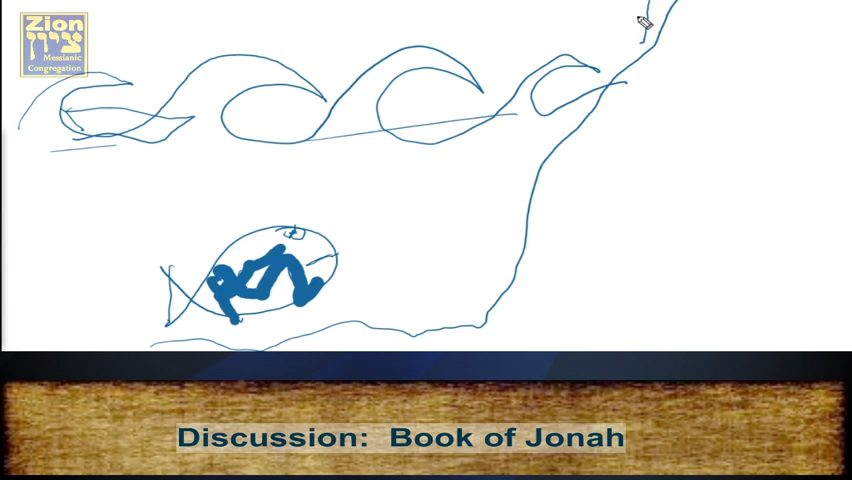 Zion
ציון
Messianic
Congregation
Discussion: Book of Jonah